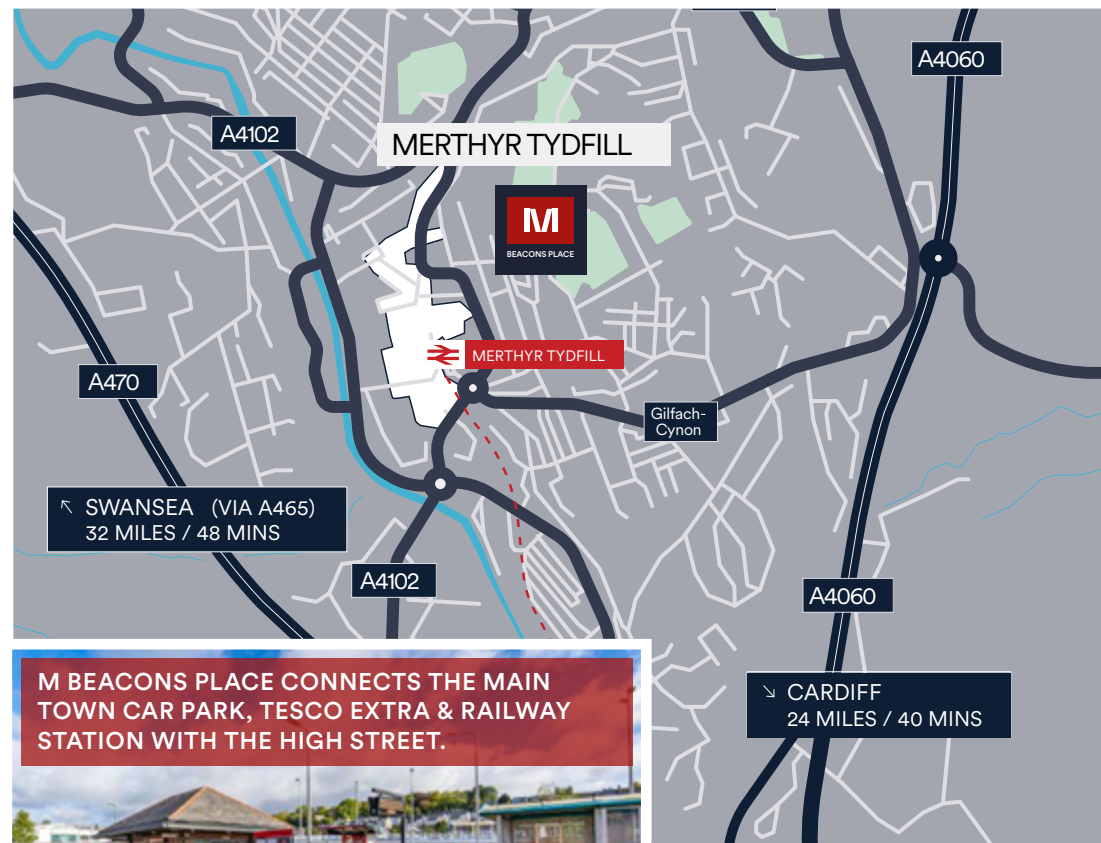 A4060
A4102
MERTHYR TYDFILL
M
BEACONS PLACE
MERTHYR TYDFILL
A470
Gilfach-
Cynon
SWANSEA (VIA A465)
32 MILES / 48 MINS
A4102
A4060
M BEACONS PLACE CONNECTS THE MAIN
TOWN CAR PARK, TESCO EXTRA & RAILWAY
STATION WITH THE HIGH STREET.
CARDIFF
24 MILES / 40 MINS